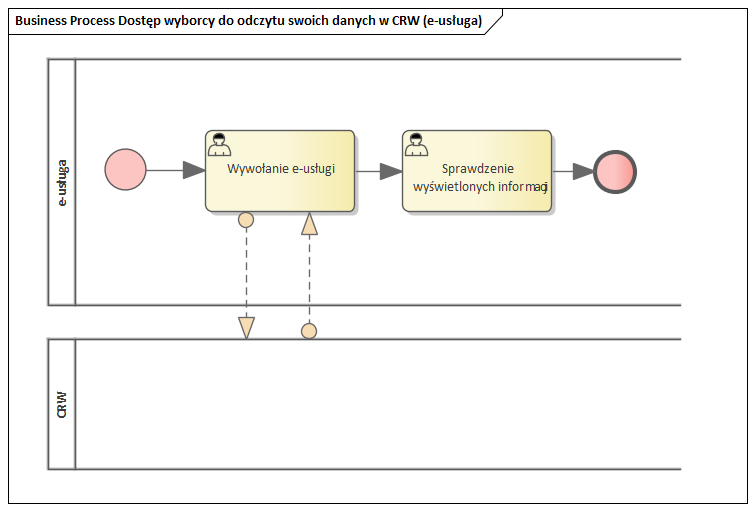 Business Process Dostęp wyborcy do odczytu swoich danych w CRW (e-usługa)
e-usługa
Wywołanie e-usługi
Sprawdzenie
wyświetlonych informacji
CRW